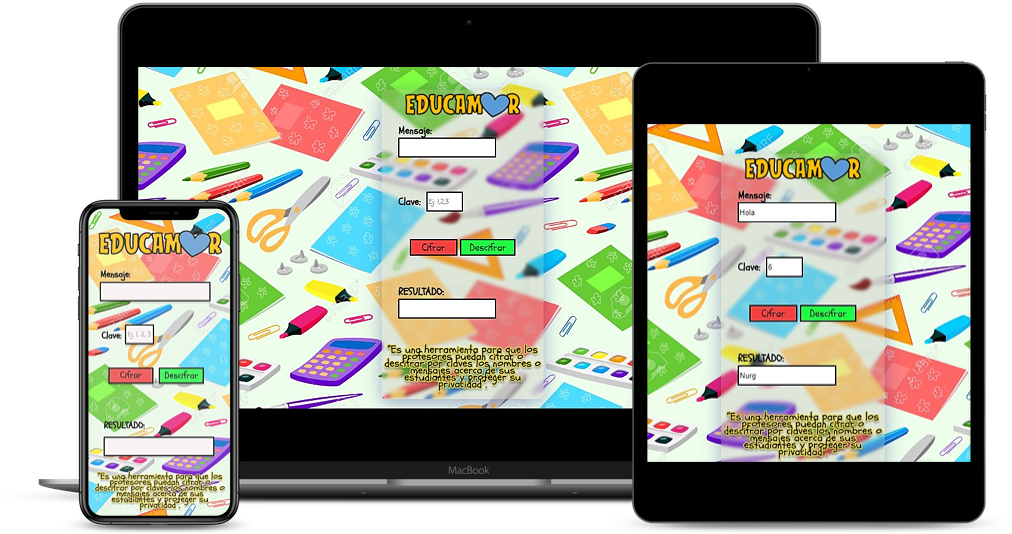 EDUCAMOR
Mensaje:
Clave:
Ej: 1,2,3
Cifrar
Descifrar
RESULTADO:
"Es una herramienta para que los
profesores puedan cifrar o
descifrar por claves los nombres o
mensajes acerca de sus
estudiantes y proteger su
privacidad".
MacBook
EDUCAMOR
Mensaje:
Hola
Clave:
6
Cifrar
Descifrar
RESULTADO:
Nurg
"Es una herramienta para que los
profesores puedan cifrar o
descifrar por claves los nombres o
mensajes acerca de sus
estudiantes y proteger su
privacidad"
EDUCAMOR
Mensaje:
Clave:
Ej: 1, 2, 3
Cifrar
Descifrar
RESULTADO:
"Es una herramienta para que los
profesores puedan cifrar o
descifrar por claves los nombres o
mensajes acerca de sus
estudiantes y proteger su
privacidad".